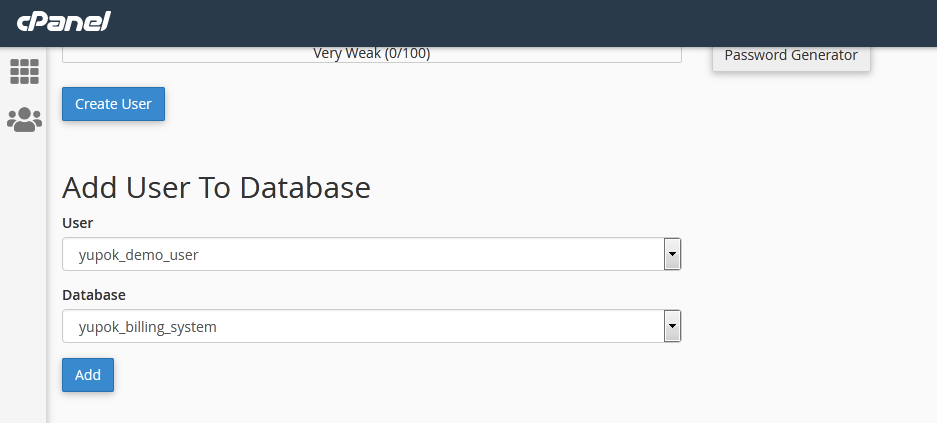 cPanel
Very Weak (0/100)
Password Generator
Create User
Add User To Database
User
yupok_demo_user
Database
yupok_billing_system
Add